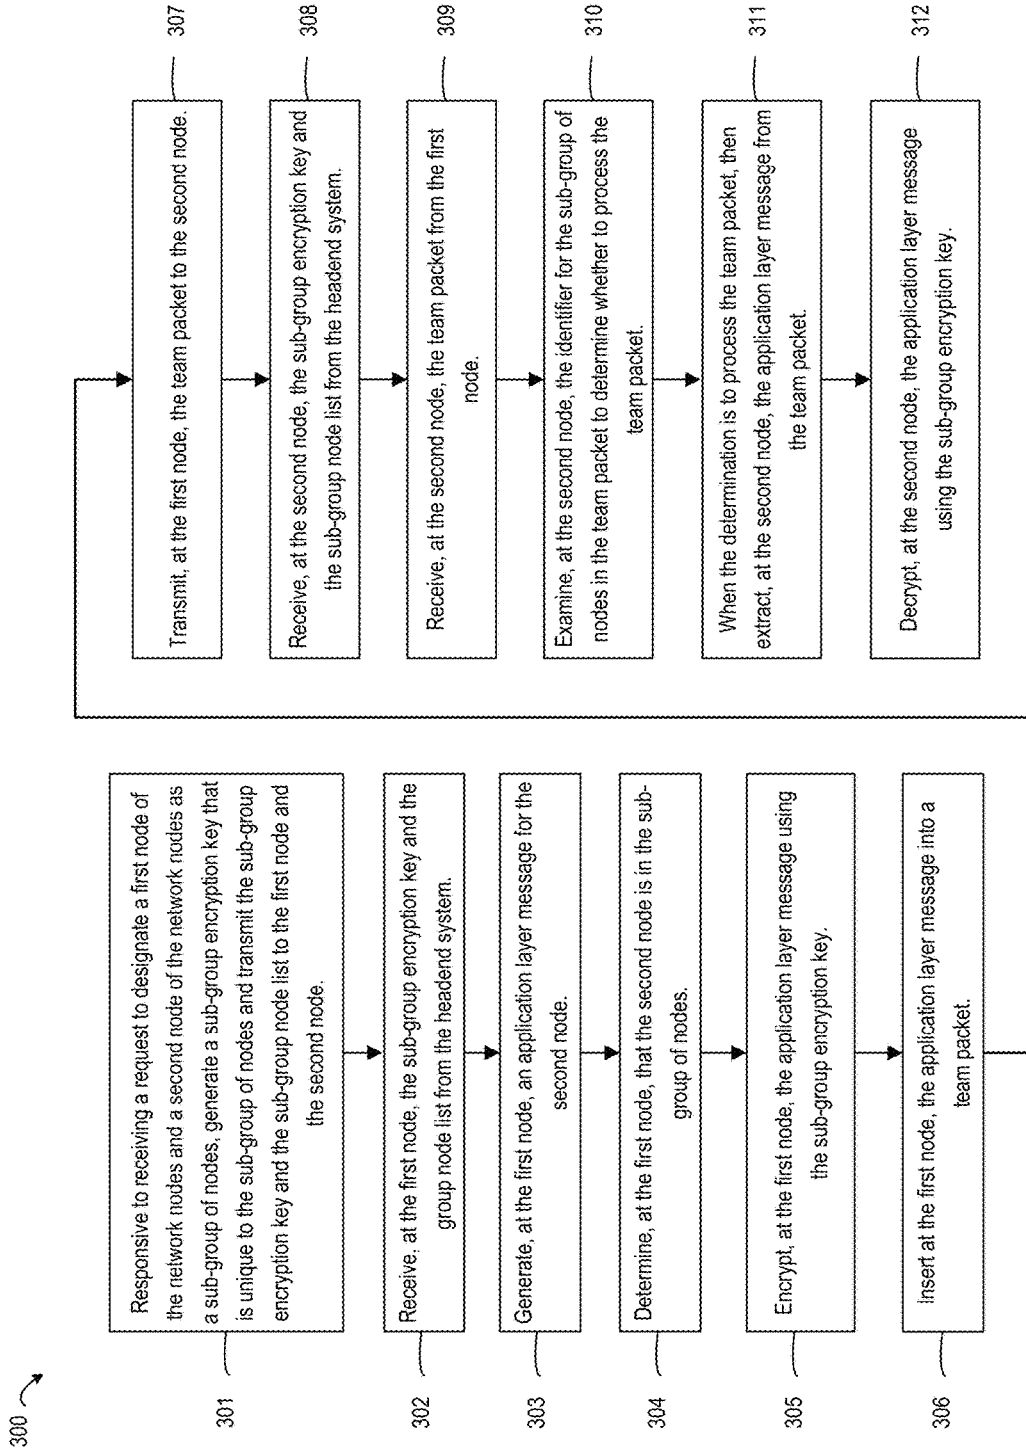 300
301
Responsive to receiving a request to designate a first node of
the network nodes and a second node of the network nodes as
a sub-group of nodes, generate a sub-group encryption key that
is unique to the sub-group of nodes and transmit the sub-group
encryption key and the sub-group node list to the first node and
the second node.
302
Receive, at the first node, the sub-group encryption key and the
group node list from the headend system.
303
Generate, at the first node, an application layer message for the
second node.
304
Determine, at the first node, that the second node is in the sub-
group of nodes.
305
Encrypt, at the first node, the application layer message using
the sub-group encryption key.
306
Insert at the first node, the application layer message into a
team packet.
307
Transmit, at the first node, the team packet to the second node.
308
Receive, at the second node, the sub-group encryption key and
the sub-group node list from the headend system.
309
Receive, at the second node, the team packet from the first
node.
310
Examine, at the second node, the identifier for the sub-group of
nodes in the team packet to determine whether to process the
team packet.
311
When the determination is to process the team packet, then
extract, at the second node, the application layer message from
the team packet.
312
Decrypt, at the second node, the application layer message
using the sub-group encryption key.